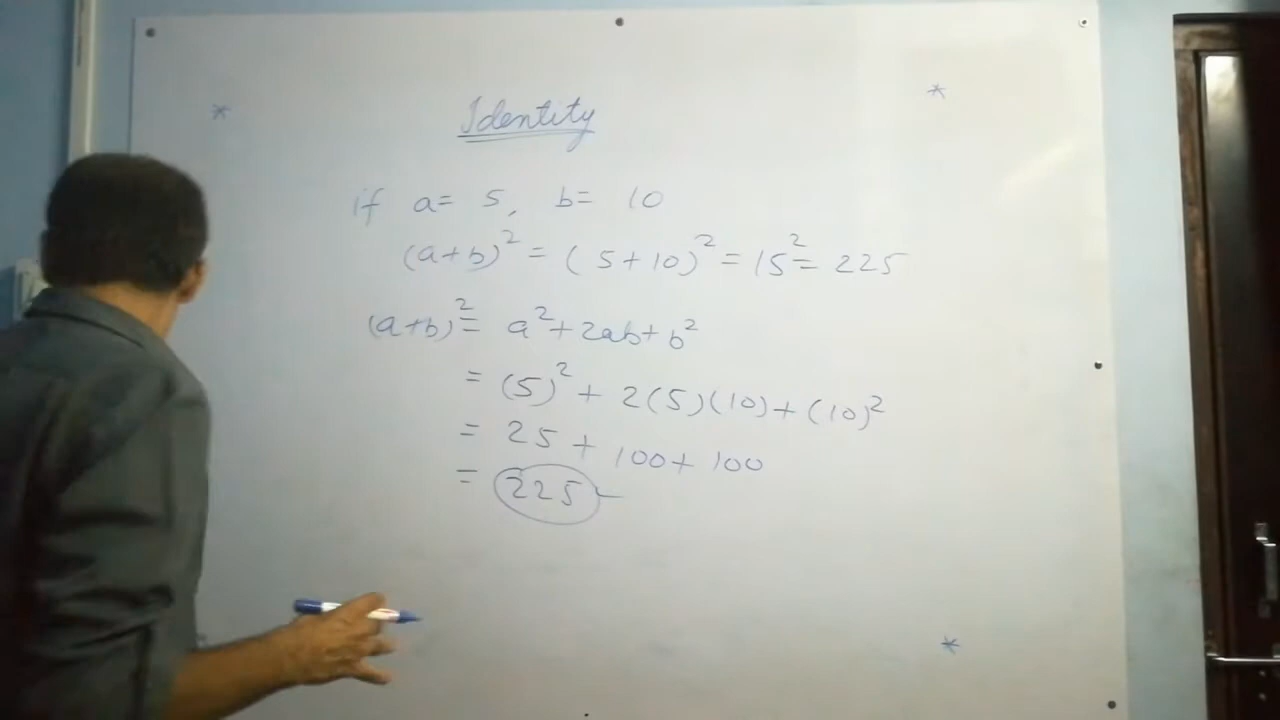 Identity
if a= 5, b= 10
(a+b)² = (5+10)² = 15² = 225
(a+b)² = a²+2ab+b²
= (5)² + 2(5)(10)+(10)²
= 25 + 100+ 100
= 225